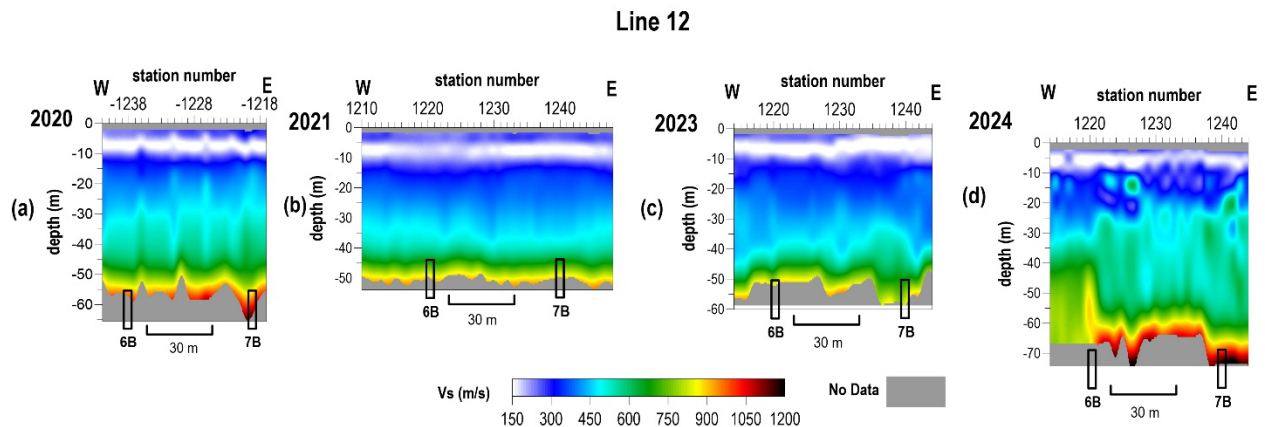 Line 12
station number
W E
-1238 -1228 -1218
2020
0
-10
-20
-30
-40
-50
-60
depth (m)
(a)
6B 7B
30 m
station number
W E
1210 1220 1230 1240
2021
0
-10
-20
-30
-40
-50
depth (m)
(b)
6B 7B
30 m
station number
W E
1220 1230 1240
2023
0
-10
-20
-30
-40
-50
-60
depth (m)
(c)
6B 7B
30 m
station number
W E
1220 1230 1240
2024
0
-10
-20
-30
-40
-50
-60
-70
depth (m)
(d)
6B 7B
30 m
Vs (m/s)
150 300 450 600 750 900 1050 1200
No Data